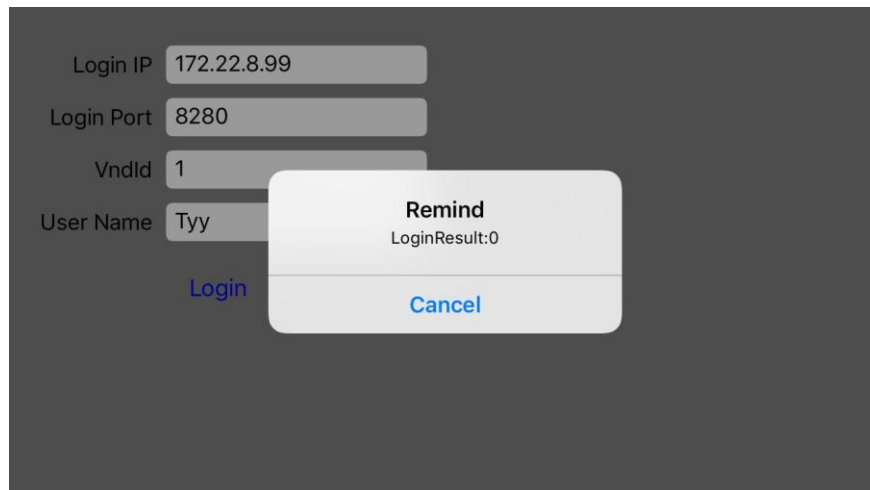 Login IP 172.22.8.99
Login Port 8280
VndId 1
User Name Tyy
Login
Remind
LoginResult:0
Cancel